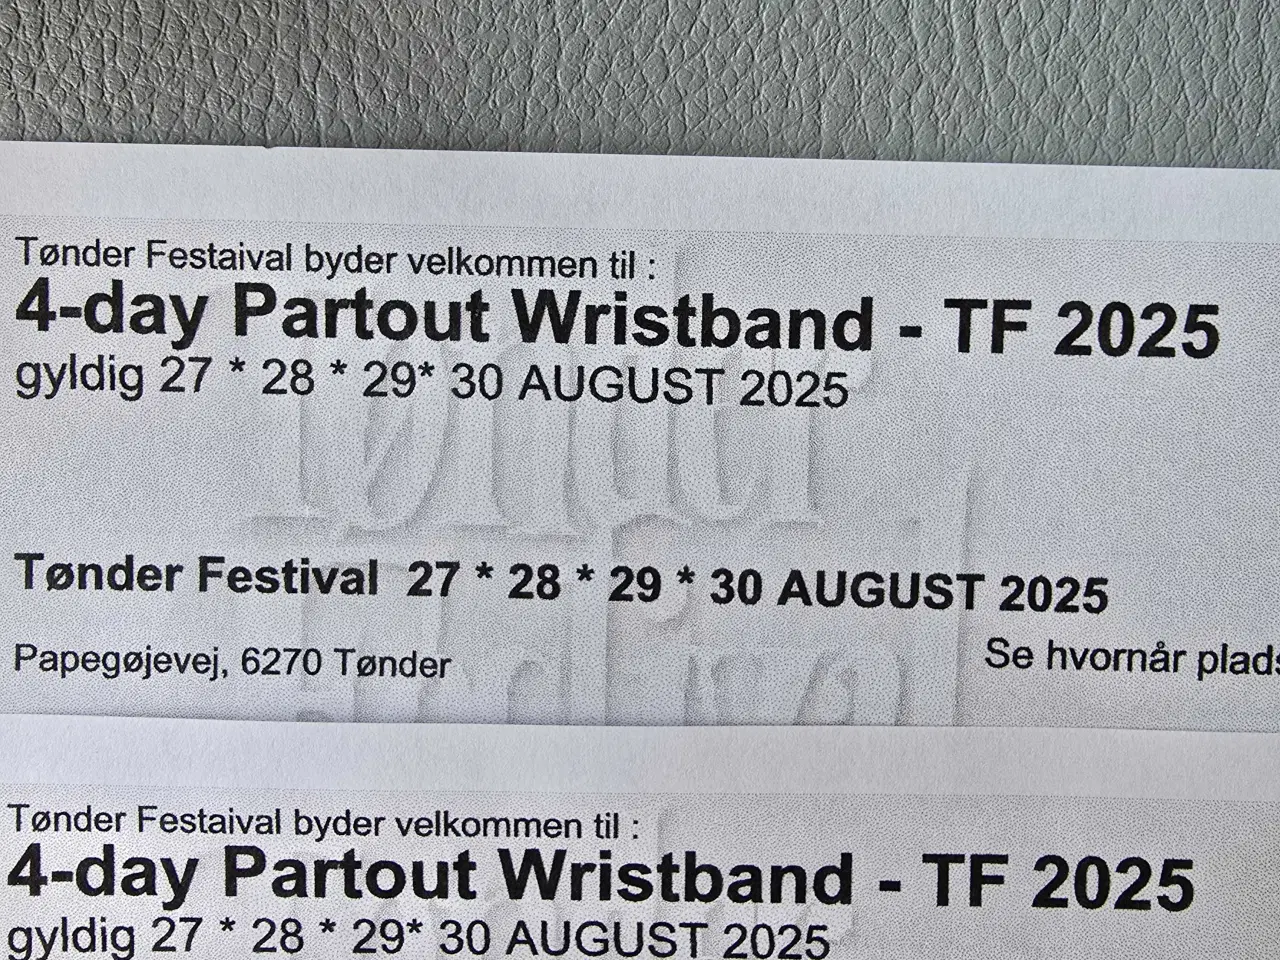 Tønder Festaival byder velkommen til :
4-day Partout Wristband - TF 2025
gyldig 27 * 28 * 29* 30 AUGUST 2025
Tønder Festival 27 * 28 * 29 * 30 AUGUST 2025
Papegøjevej, 6270 Tønder
Se hvornår plads
Tønder Festaival byder velkommen til :
4-day Partout Wristband - TF 2025
gyldig 27 * 28 * 29* 30 AUGUST 2025